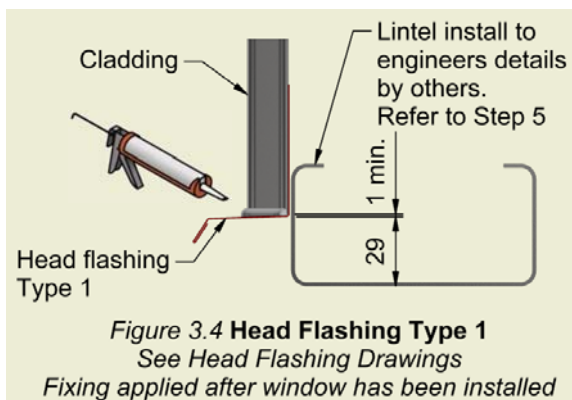 Cladding
Lintel install to
engineers details
by others.
Refer to Step 5
1 min.
29
Head flashing
Type 1
Figure 3.4 Head Flashing Type 1
See Head Flashing Drawings
Fixing applied after window has been installed